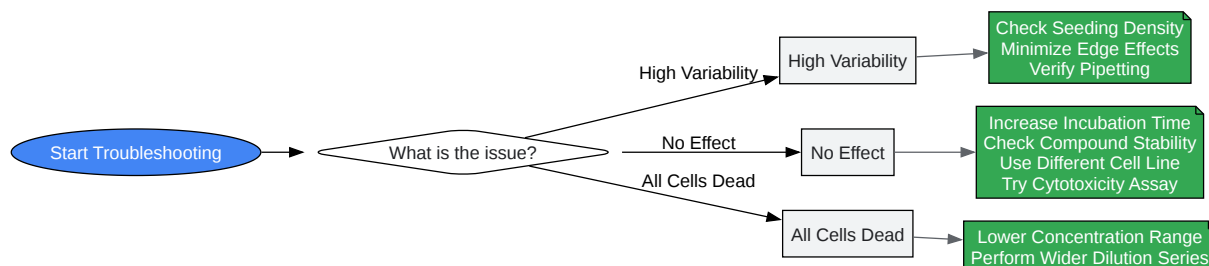 Start Troubleshooting
What is the issue?
High Variability
High Variability
Check Seeding Density
Minimize Edge Effects
Verify Pipetting
No Effect
No Effect
Increase Incubation Time
Check Compound Stability
Use Different Cell Line
Try Cytotoxicity Assay
All Cells Dead
All Cells Dead
Lower Concentration Range
Perform Wider Dilution Series